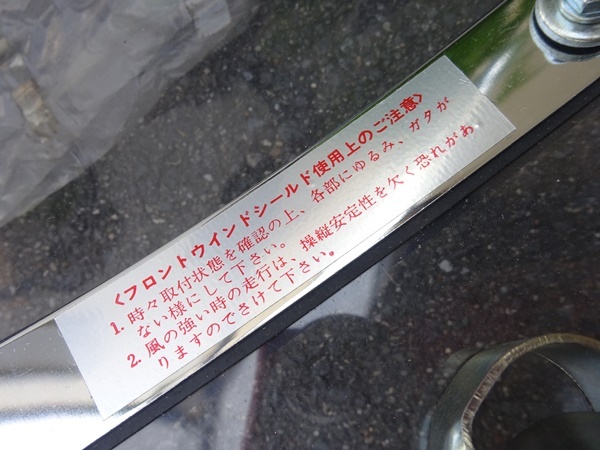 〈フロントウインドシールド使用上のご注意〉
1. 時々取付状態を確認の上、各部にゆるみ、ガタが
ない様にして下さい。
2. 風の強い時の走行は、操縦安定性を欠く恐れがあ
りますのでさけて下さい。